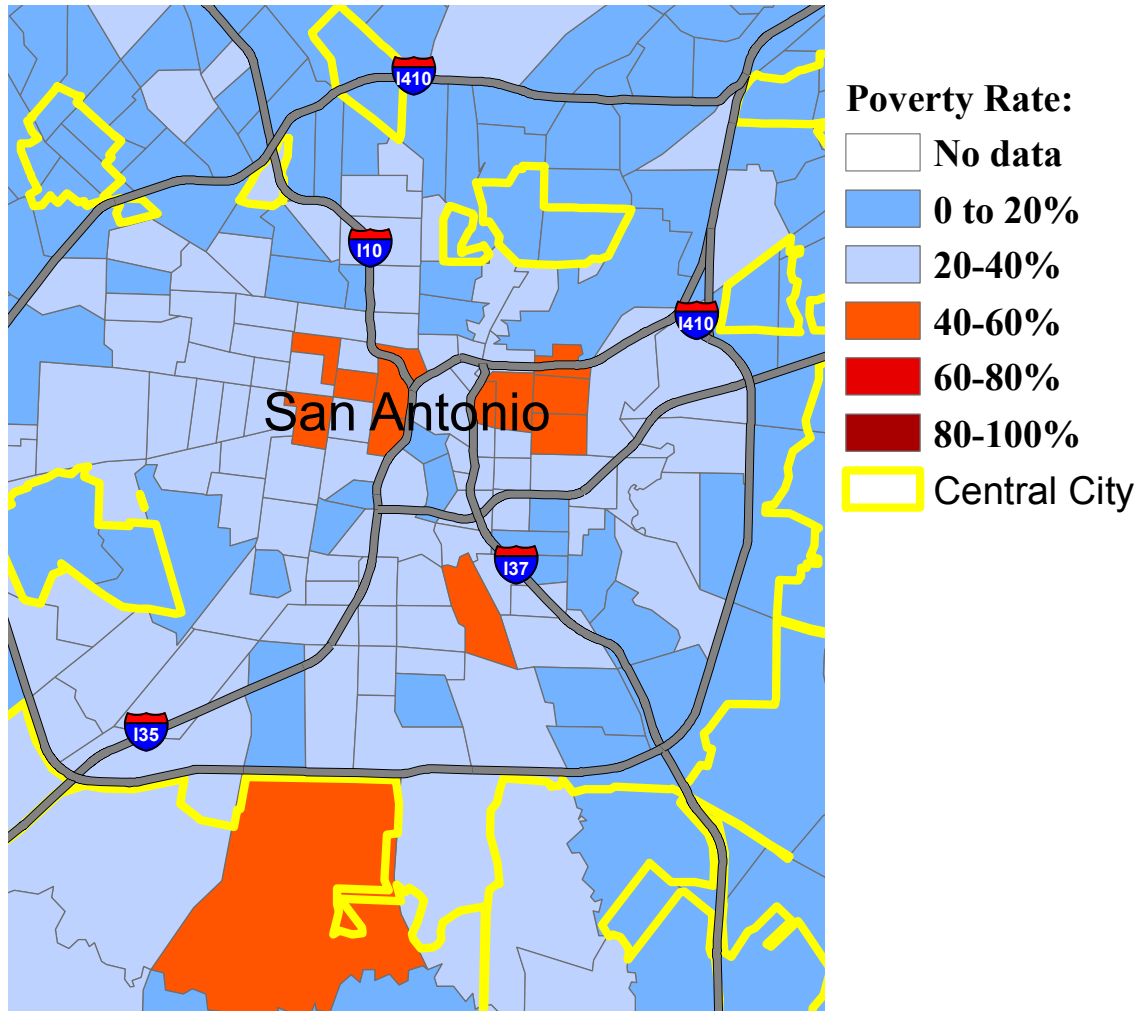 I410
Poverty Rate:
No data
0 to 20%
I10
20-40%
I410
40-60%
60-80%
San Antonio
80-100%
Central City
I37
I35